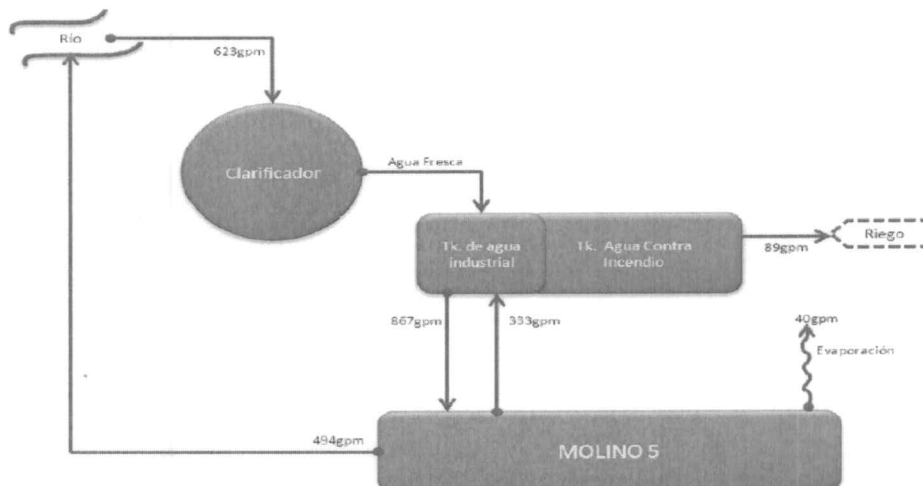 Río
623gpm
Clarificador
Agua Fresca
Tk. de agua
industrial
Tk. Agua Contra
Incendio
89gpm
Riego
867gpm
333gpm
40gpm
Evaporación
494gpm
MOLINO 5